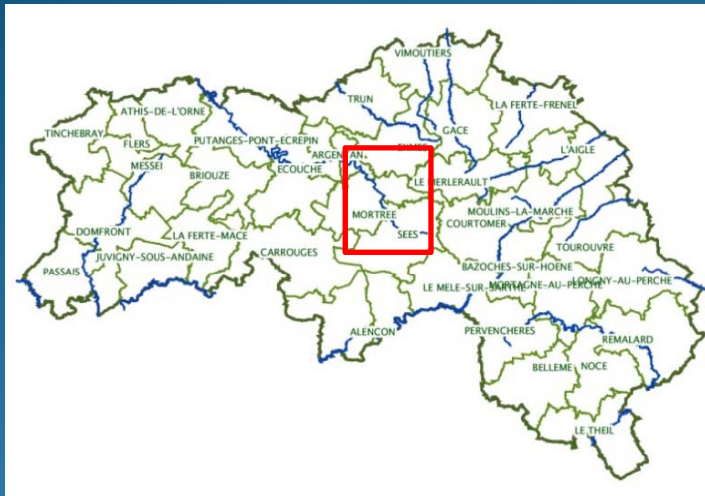 VIMOUTIERS
TRUN
LA FERTE-FRENEL
ATHIS-DE-L'ORNE
TINCHEBRAY
GACE
PUTANGES-PONT-ECREPIN
FLERS
L'AIGLE
ARGENTAN
MESSEI
ECOUCHE
BRIOUZE
LE MERLERAULT
MORTREE
MOULINS-LA-MARCHE
COURTOMER
DOMFRONT
LA FERTE-MACE
SEES
TOUROUVRE
CARROUGES
JUVIGNY-SOUS-ANDAINE
PASSAIS
BAZOCHES-SUR-HOENE
LONGNY-AU-PERCHE
MORTAGNE-AU-PERCHE
LE MELE-SUR-SARTHE
ALENCON
PERVENCHERES
REMALARD
BELLEME
NOCE
LE THEIL